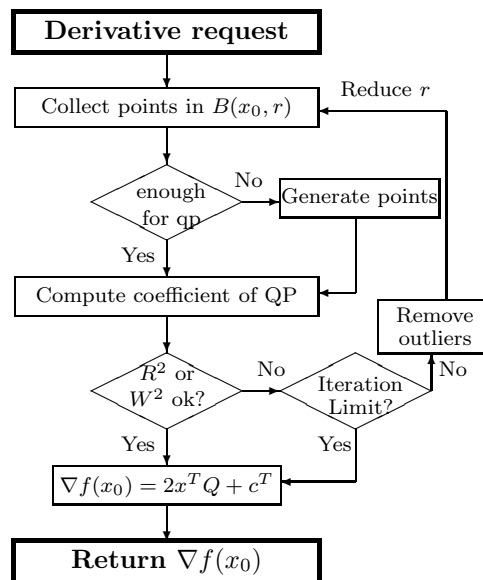 Derivative request
Reduce r
Collect points in B(x₀, r)
enough
for qp
No
Generate points
Yes
Compute coefficient of QP
Remove
outliers
R² or
W² ok?
No
Iteration
Limit?
No
Yes
Yes
∇f(x₀) = 2xᵀQ + cᵀ
Return ∇f(x₀)